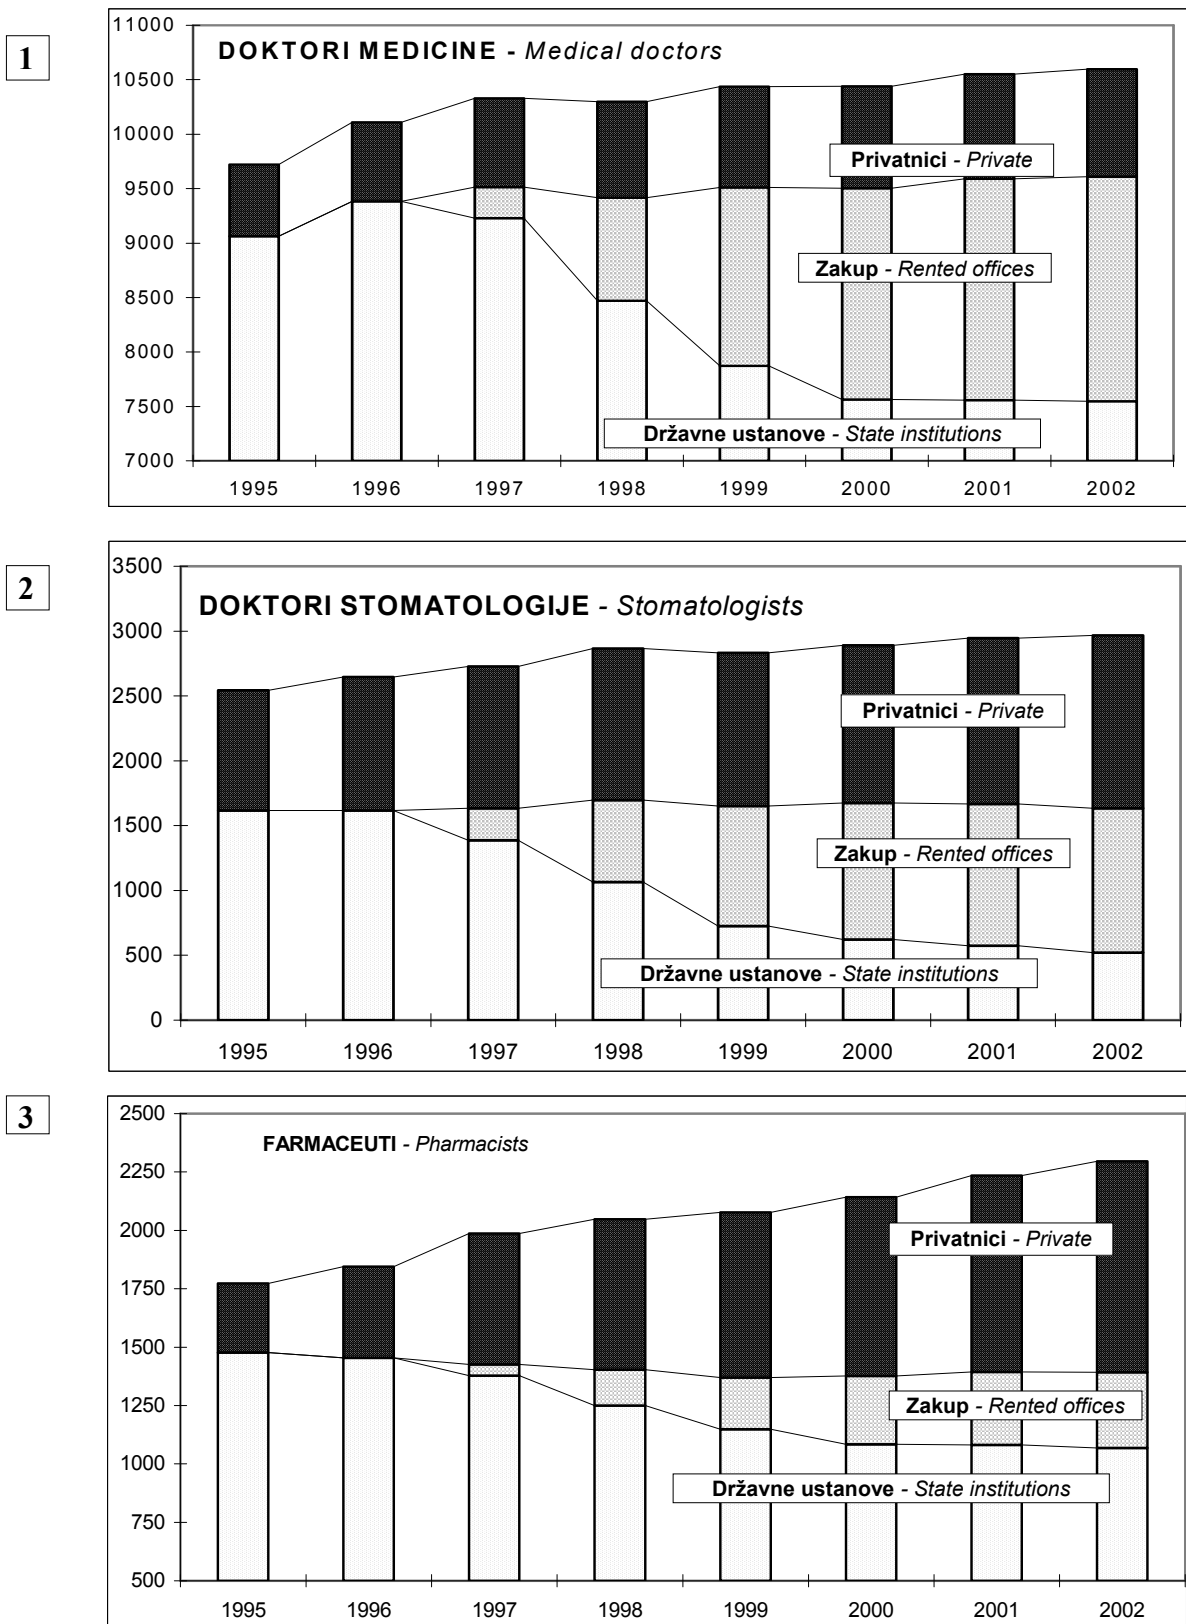 1
DOKTORI MEDICINE - Medical doctors
11000
10500
10000
9500
9000
8500
8000
7500
7000
Privatnici - Private
Zakup - Rented offices
Državne ustanove - State institutions
1995 1996 1997 1998 1999 2000 2001 2002
2
DOKTORI STOMATOLOGIJE - Stomatologists
3500
3000
2500
2000
1500
1000
500
0
Privatnici - Private
Zakup - Rented offices
Državne ustanove - State institutions
1995 1996 1997 1998 1999 2000 2001 2002
3
FARMACEUTI - Pharmacists
2500
2250
2000
1750
1500
1250
1000
750
500
Privatnici - Private
Zakup - Rented offices
Državne ustanove - State institutions
1995 1996 1997 1998 1999 2000 2001 2002